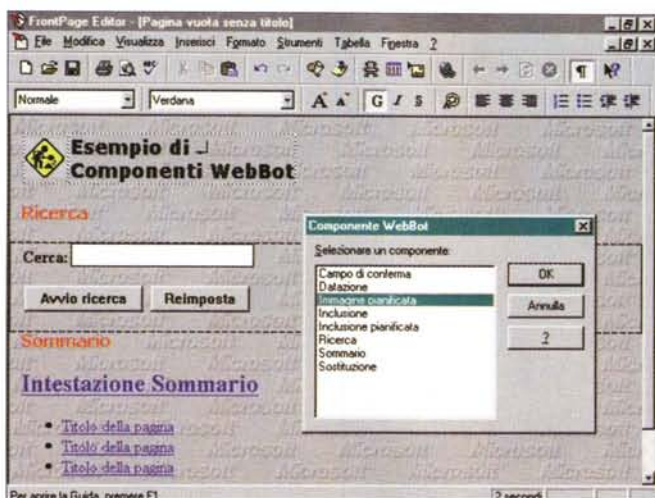 FrontPage Editor - [Pagina vuota senza titolo]
File Modifica Visualizza Inserisci Formato Strumenti Tabella Finestra ?
Normale Verdana A A G I S
Esempio di
Componenti WebBot
Ricerca
Cerca:
Avvio ricerca Reimposta
Sommario
Intestazione Sommario
Titolo della pagina
Titolo della pagina
Titolo della pagina
Componente WebBot
Selezionare un componente:
Campo di conferma
Datazione
Immagine pianificata
Inclusione
Inclusione pianificata
Ricerca
Sommario
Sostituzione
OK
Annulla
?
Per aprire la Guida, premere F1 2 second
Microsoft